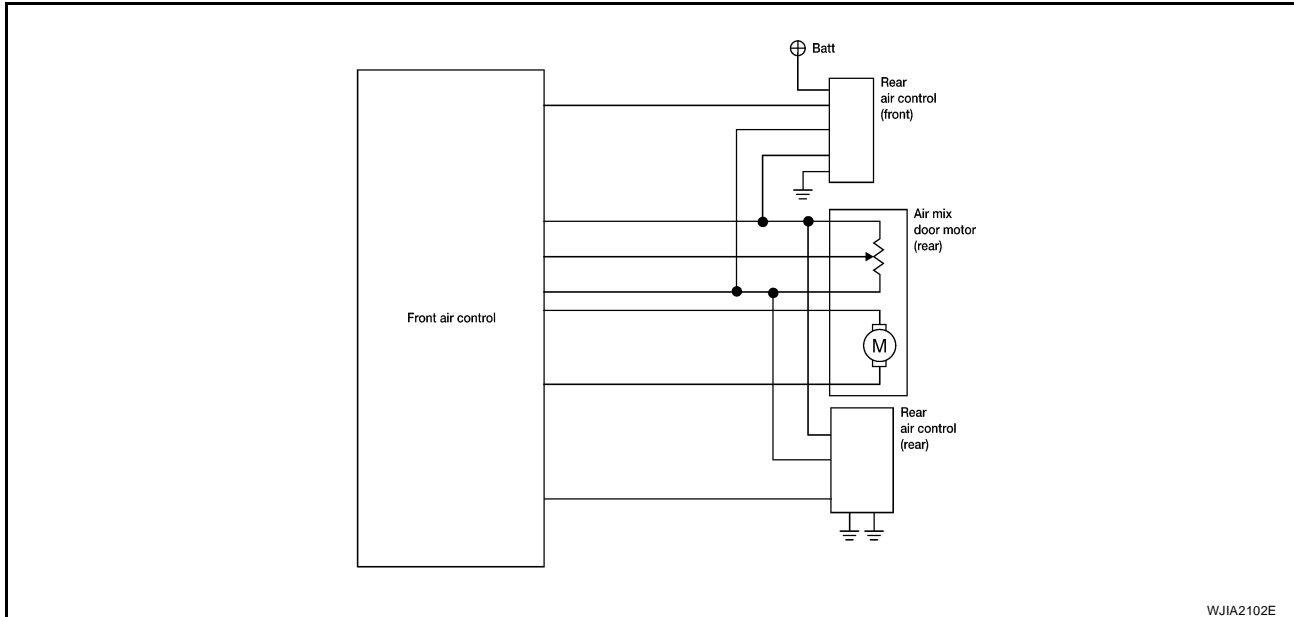 Batt
Rear
air control
(front)
Air mix
door motor
(rear)
Front air control
M
Rear
air control
(rear)
WJIA2102E